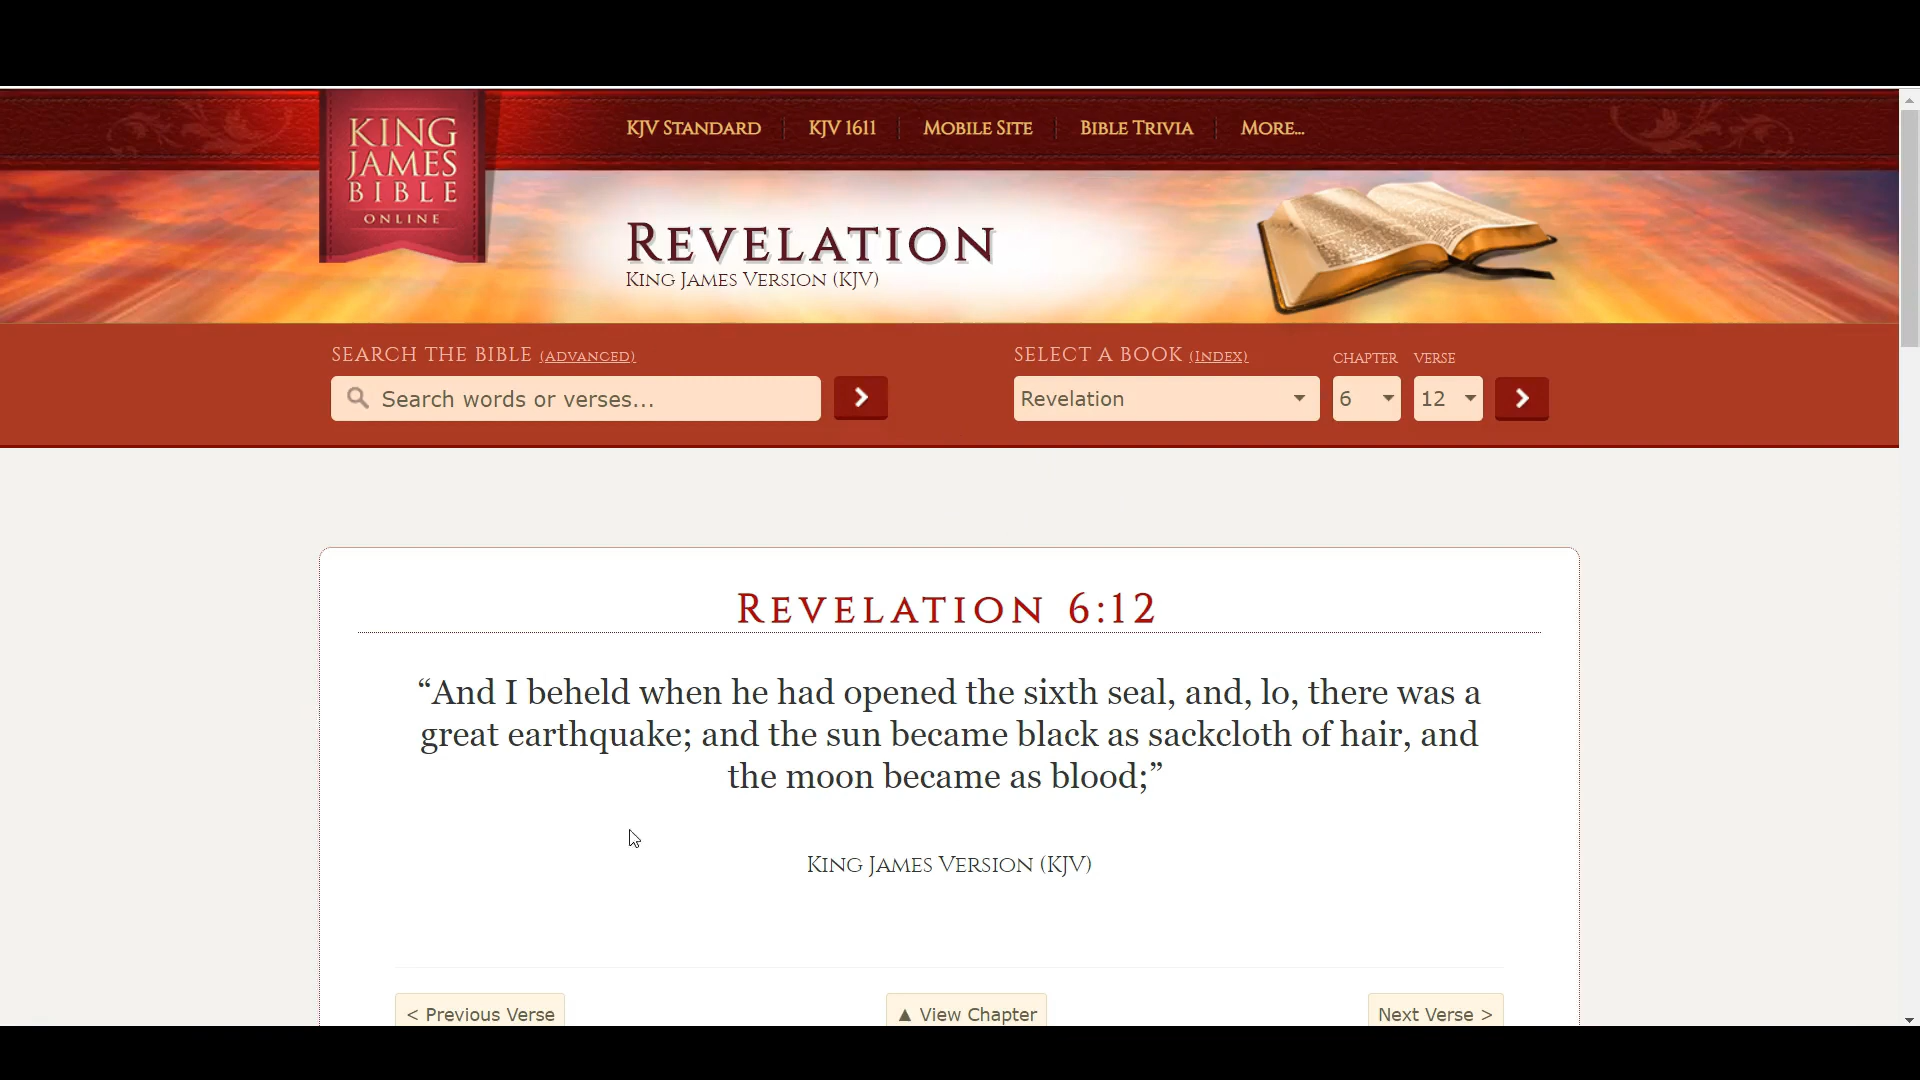 KING
JAMES
BIBLE
ONLINE
KJV Standard
KJV 1611
Mobile Site
Bible Trivia
More...
Revelation
King James Version (KJV)
SEARCH THE BIBLE (Advanced)
Search words or verses...
SELECT A BOOK (Index)
Chapter
Verse
Revelation
6
12
Revelation 6:12
“And I beheld when he had opened the sixth seal, and, lo, there was a
great earthquake; and the sun became black as sackcloth of hair, and
the moon became as blood;”
King James Version (KJV)
< Previous Verse
▲ View Chapter
Next Verse >